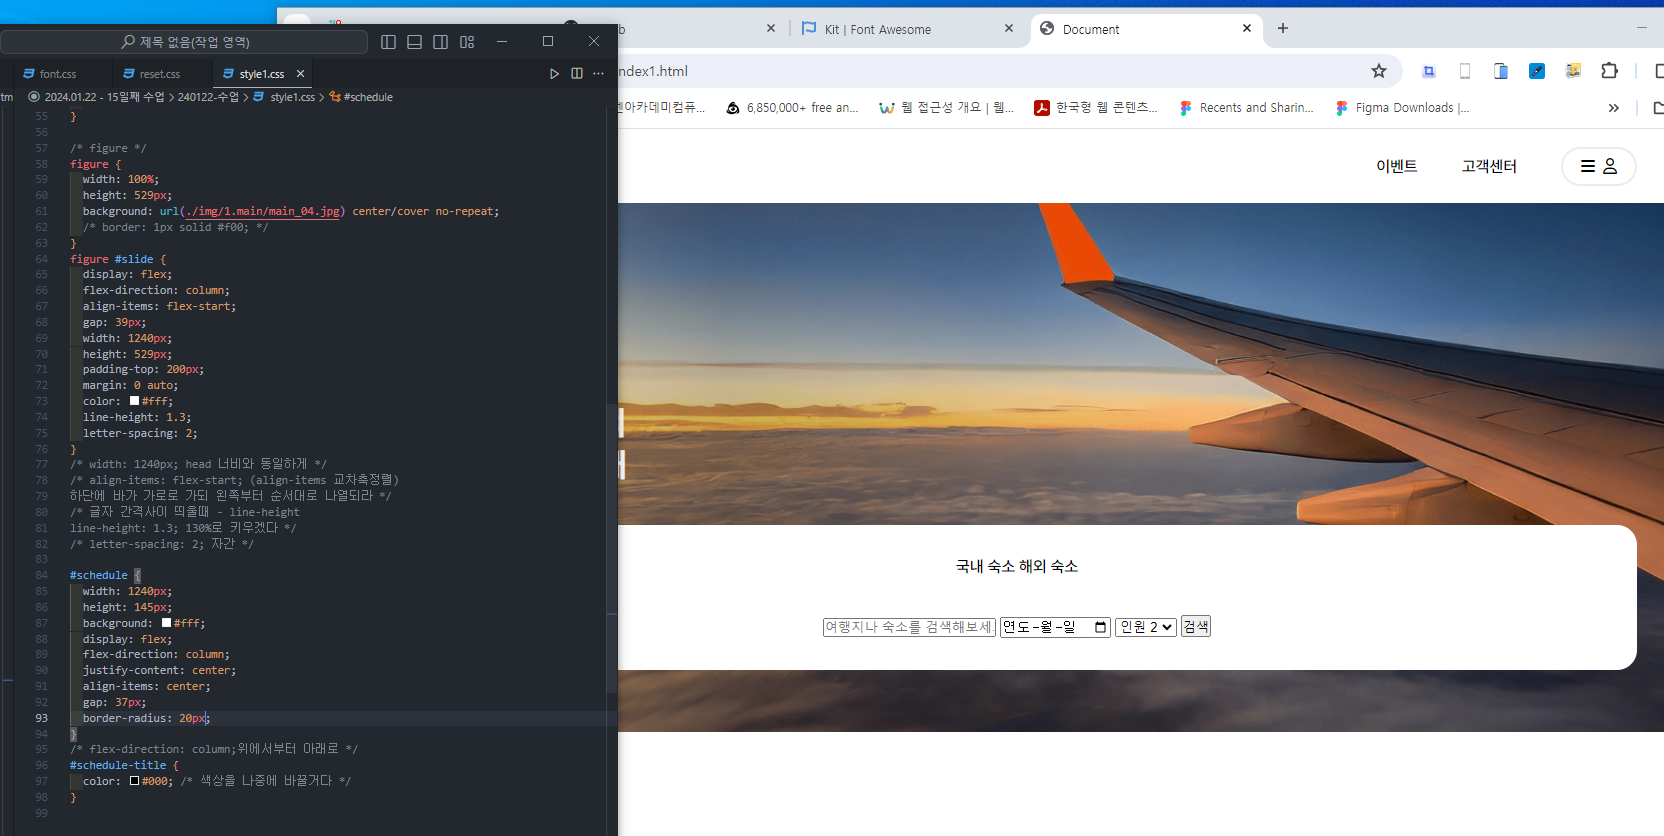 제목 없음(작업 영역)
b
Kit | Font Awesome
Document
font.css
reset.css
style1.css
ndex1.html
tm
2024.01.22 - 15일째 수업 > 240122-수업 > style1.css > #schedule
젠아카데미컴퓨...
6,850,000+ free an...
웹 접근성 개요 | 웹...
한국형 웹 콘텐츠...
Recents and Sharin...
Figma Downloads |...
이벤트
고객센터
55 }
56
57 /* figure */
58 figure {
59 width: 100%;
60 height: 529px;
61 background: url(./img/1.main/main_04.jpg) center/cover no-repeat;
62 /* border: 1px solid #f00; */
63 }
64 figure #slide {
65 display: flex;
66 flex-direction: column;
67 align-items: flex-start;
68 gap: 39px;
69 width: 1240px;
70 height: 529px;
71 padding-top: 200px;
72 margin: 0 auto;
73 color: #fff;
74 line-height: 1.3;
75 letter-spacing: 2;
76 }
77 /* width: 1240px; head 너비와 동일하게 */
78 /* align-items: flex-start; (align-items 교차축정렬)
79 하단에 바가 가로로 가되 왼쪽부터 순서대로 나열되라 */
80 /* 글자 간격사이 띄울때 - line-height
81 line-height: 1.3; 130%로 키우겠다 */
82 /* letter-spacing: 2; 자간 */
83
84 #schedule {
85 width: 1240px;
86 height: 145px;
87 background: #fff;
88 display: flex;
89 flex-direction: column;
90 justify-content: center;
91 align-items: center;
92 gap: 37px;
93 border-radius: 20px;
94 }
95 /* flex-direction: column;위에서부터 아래로 */
96 #schedule-title {
97 color: #000; /* 색상을 나중에 바꿀거다 */
98 }
99
국내 숙소 해외 숙소
여행지나 숙소를 검색해보세.
연도-월-일
인원 2
검색